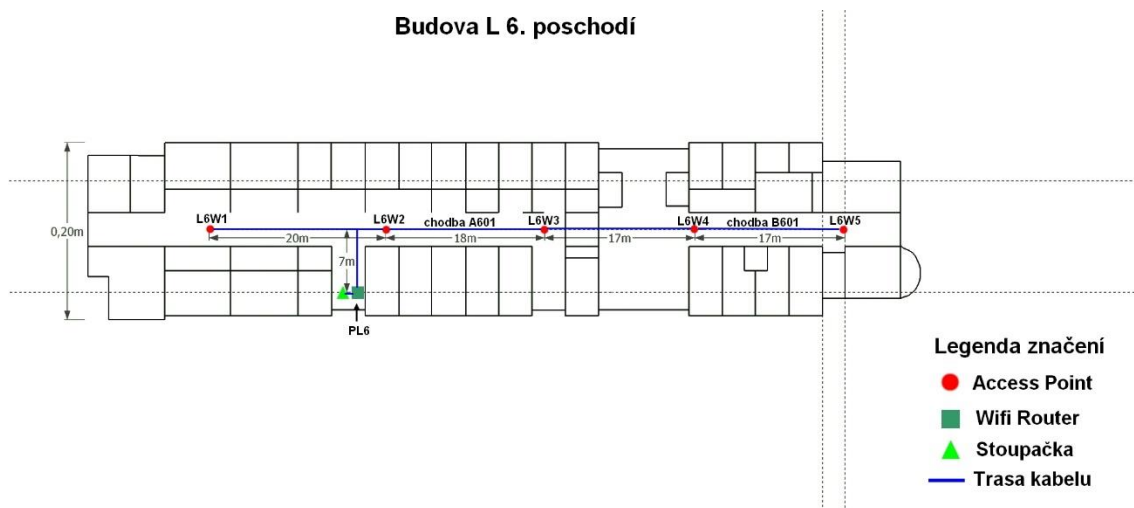 Budova L 6. poschodí
L6W1
L6W2
chodba A601
L6W3
L6W4
chodba B601
L6W5
0,20m
20m
18m
17m
17m
7m
PL6
Legenda značení
Access Point
Wifi Router
Stoupačka
Trasa kabelu